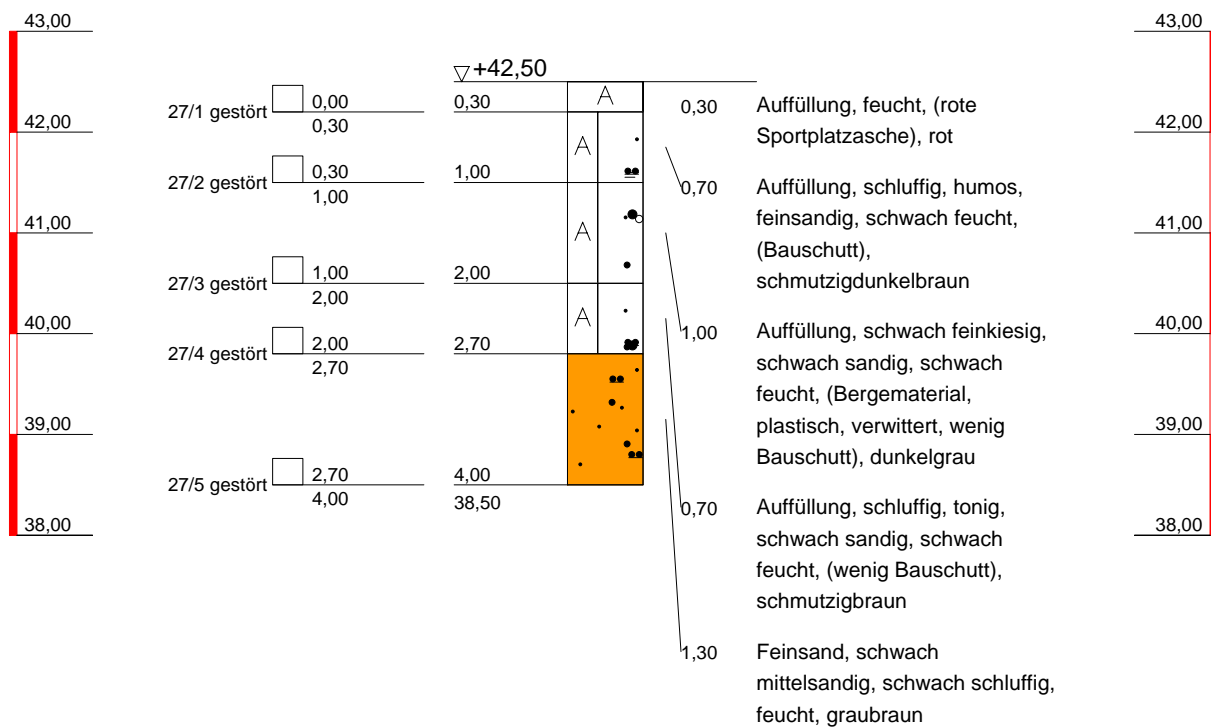 43,00
42,00
41,00
40,00
39,00
38,00
27/1 gestört
0,00
0,30
27/2 gestört
0,30
1,00
27/3 gestört
1,00
2,00
27/4 gestört
2,00
2,70
27/5 gestört
2,70
4,00
+42,50
0,30
1,00
2,00
2,70
4,00
38,50
A
A
A
A
0,30
Auffüllung, feucht, (rote
Sportplatzasche), rot
0,70
Auffüllung, schluffig, humos,
feinsandig, schwach feucht,
(Bauschutt),
schmutzigdunkelbraun
1,00
Auffüllung, schwach feinkiesig,
schwach sandig, schwach
feucht, (Bergematerial,
plastisch, verwittert, wenig
Bauschutt), dunkelgrau
0,70
Auffüllung, schluffig, tonig,
schwach sandig, schwach
feucht, (wenig Bauschutt),
schmutzigbraun
1,30
Feinsand, schwach
mittelsandig, schwach schluffig,
feucht, graubraun
43,00
42,00
41,00
40,00
39,00
38,00